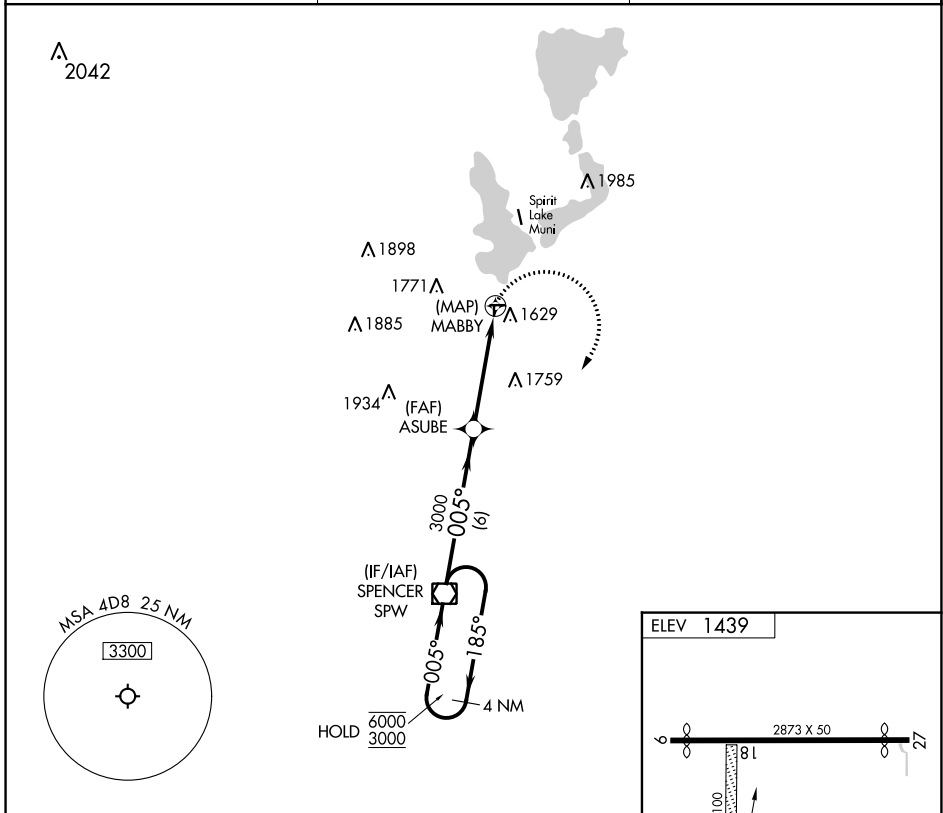 2042
1985
Spirit
Lake
Muni
1898
1771
(MAP)
MABBY
1629
1885
1759
1934
(FAF)
ASUBE
3000
005°
(6)
(IF/IAF)
SPENCER
SPW
MSA 4D8 25 NM
3300
005°
185°
4 NM
HOLD 6000
3000
ELEV 1439
2873 X 50
9
27
18
100